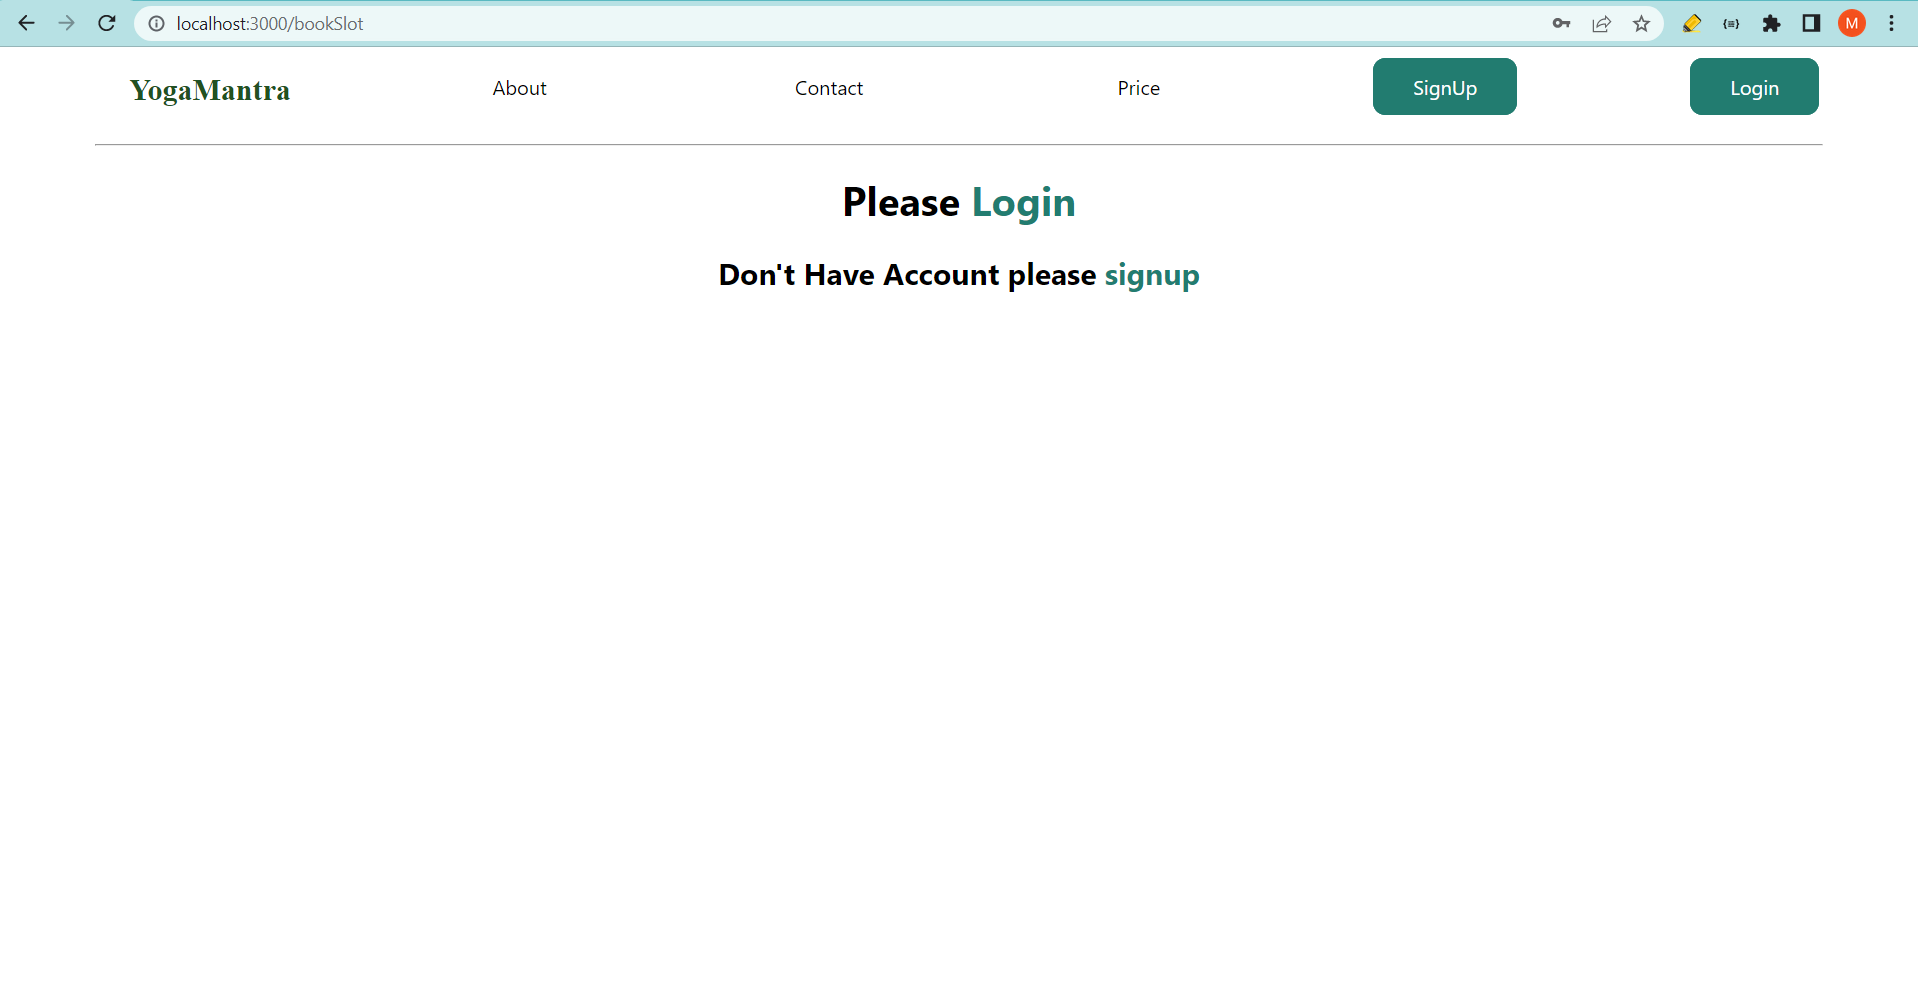 localhost:3000/bookSlot
M
YogaMantra About Contact Price SignUp Login
Please Login
Don't Have Account please signup